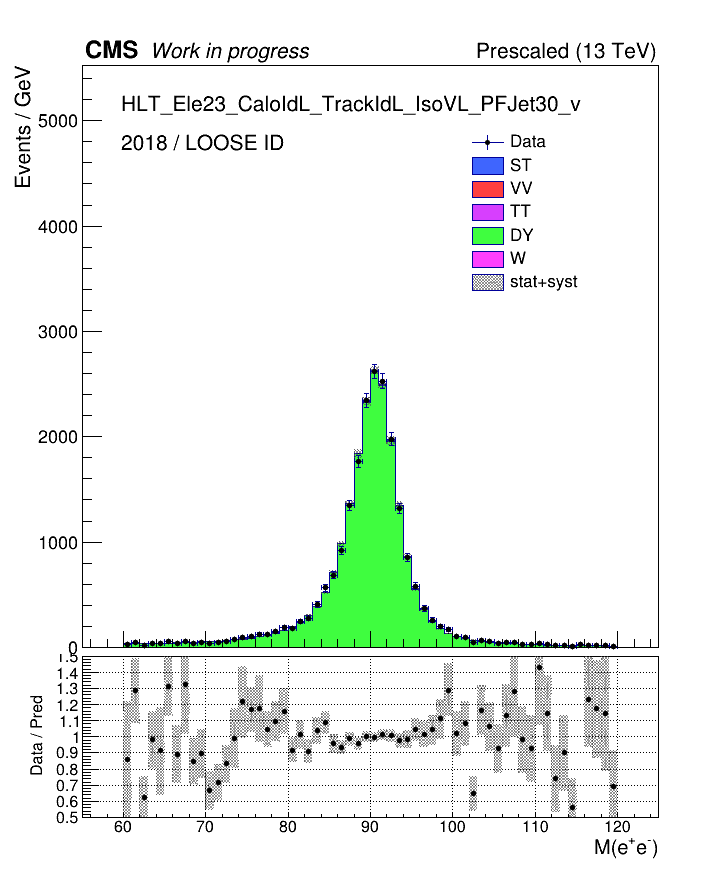 CMS Work in progress Prescaled (13 TeV)
Events / GeV
HLT_Ele23_CaloIdL_TrackIdL_IsoVL_PFJet30_v
2018 / LOOSE ID
Data
ST
VV
TT
DY
W
stat+syst
5000
4000
3000
2000
1000
0
Data / Pred
1.5
1.4
1.3
1.2
1.1
1
0.9
0.8
0.7
0.6
0.5
60 70 80 90 100 110 120
M(e⁺e⁻)